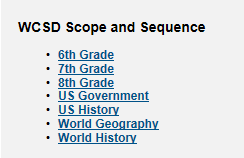 WCSD Scope and Sequence
• 6th Grade
• 7th Grade
• 8th Grade
• US Government
• US History
• World Geography
• World History